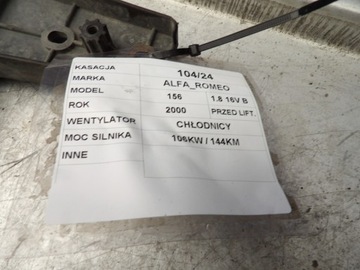 KASACJA 104/24
MARKA ALFA_ROMEO
MODEL 156 1.8 16V B
ROK 2000 PRZED LIFT.
WENTYLATOR CHŁODNICY
MOC SILNIKA 106KW / 144KM
INNE